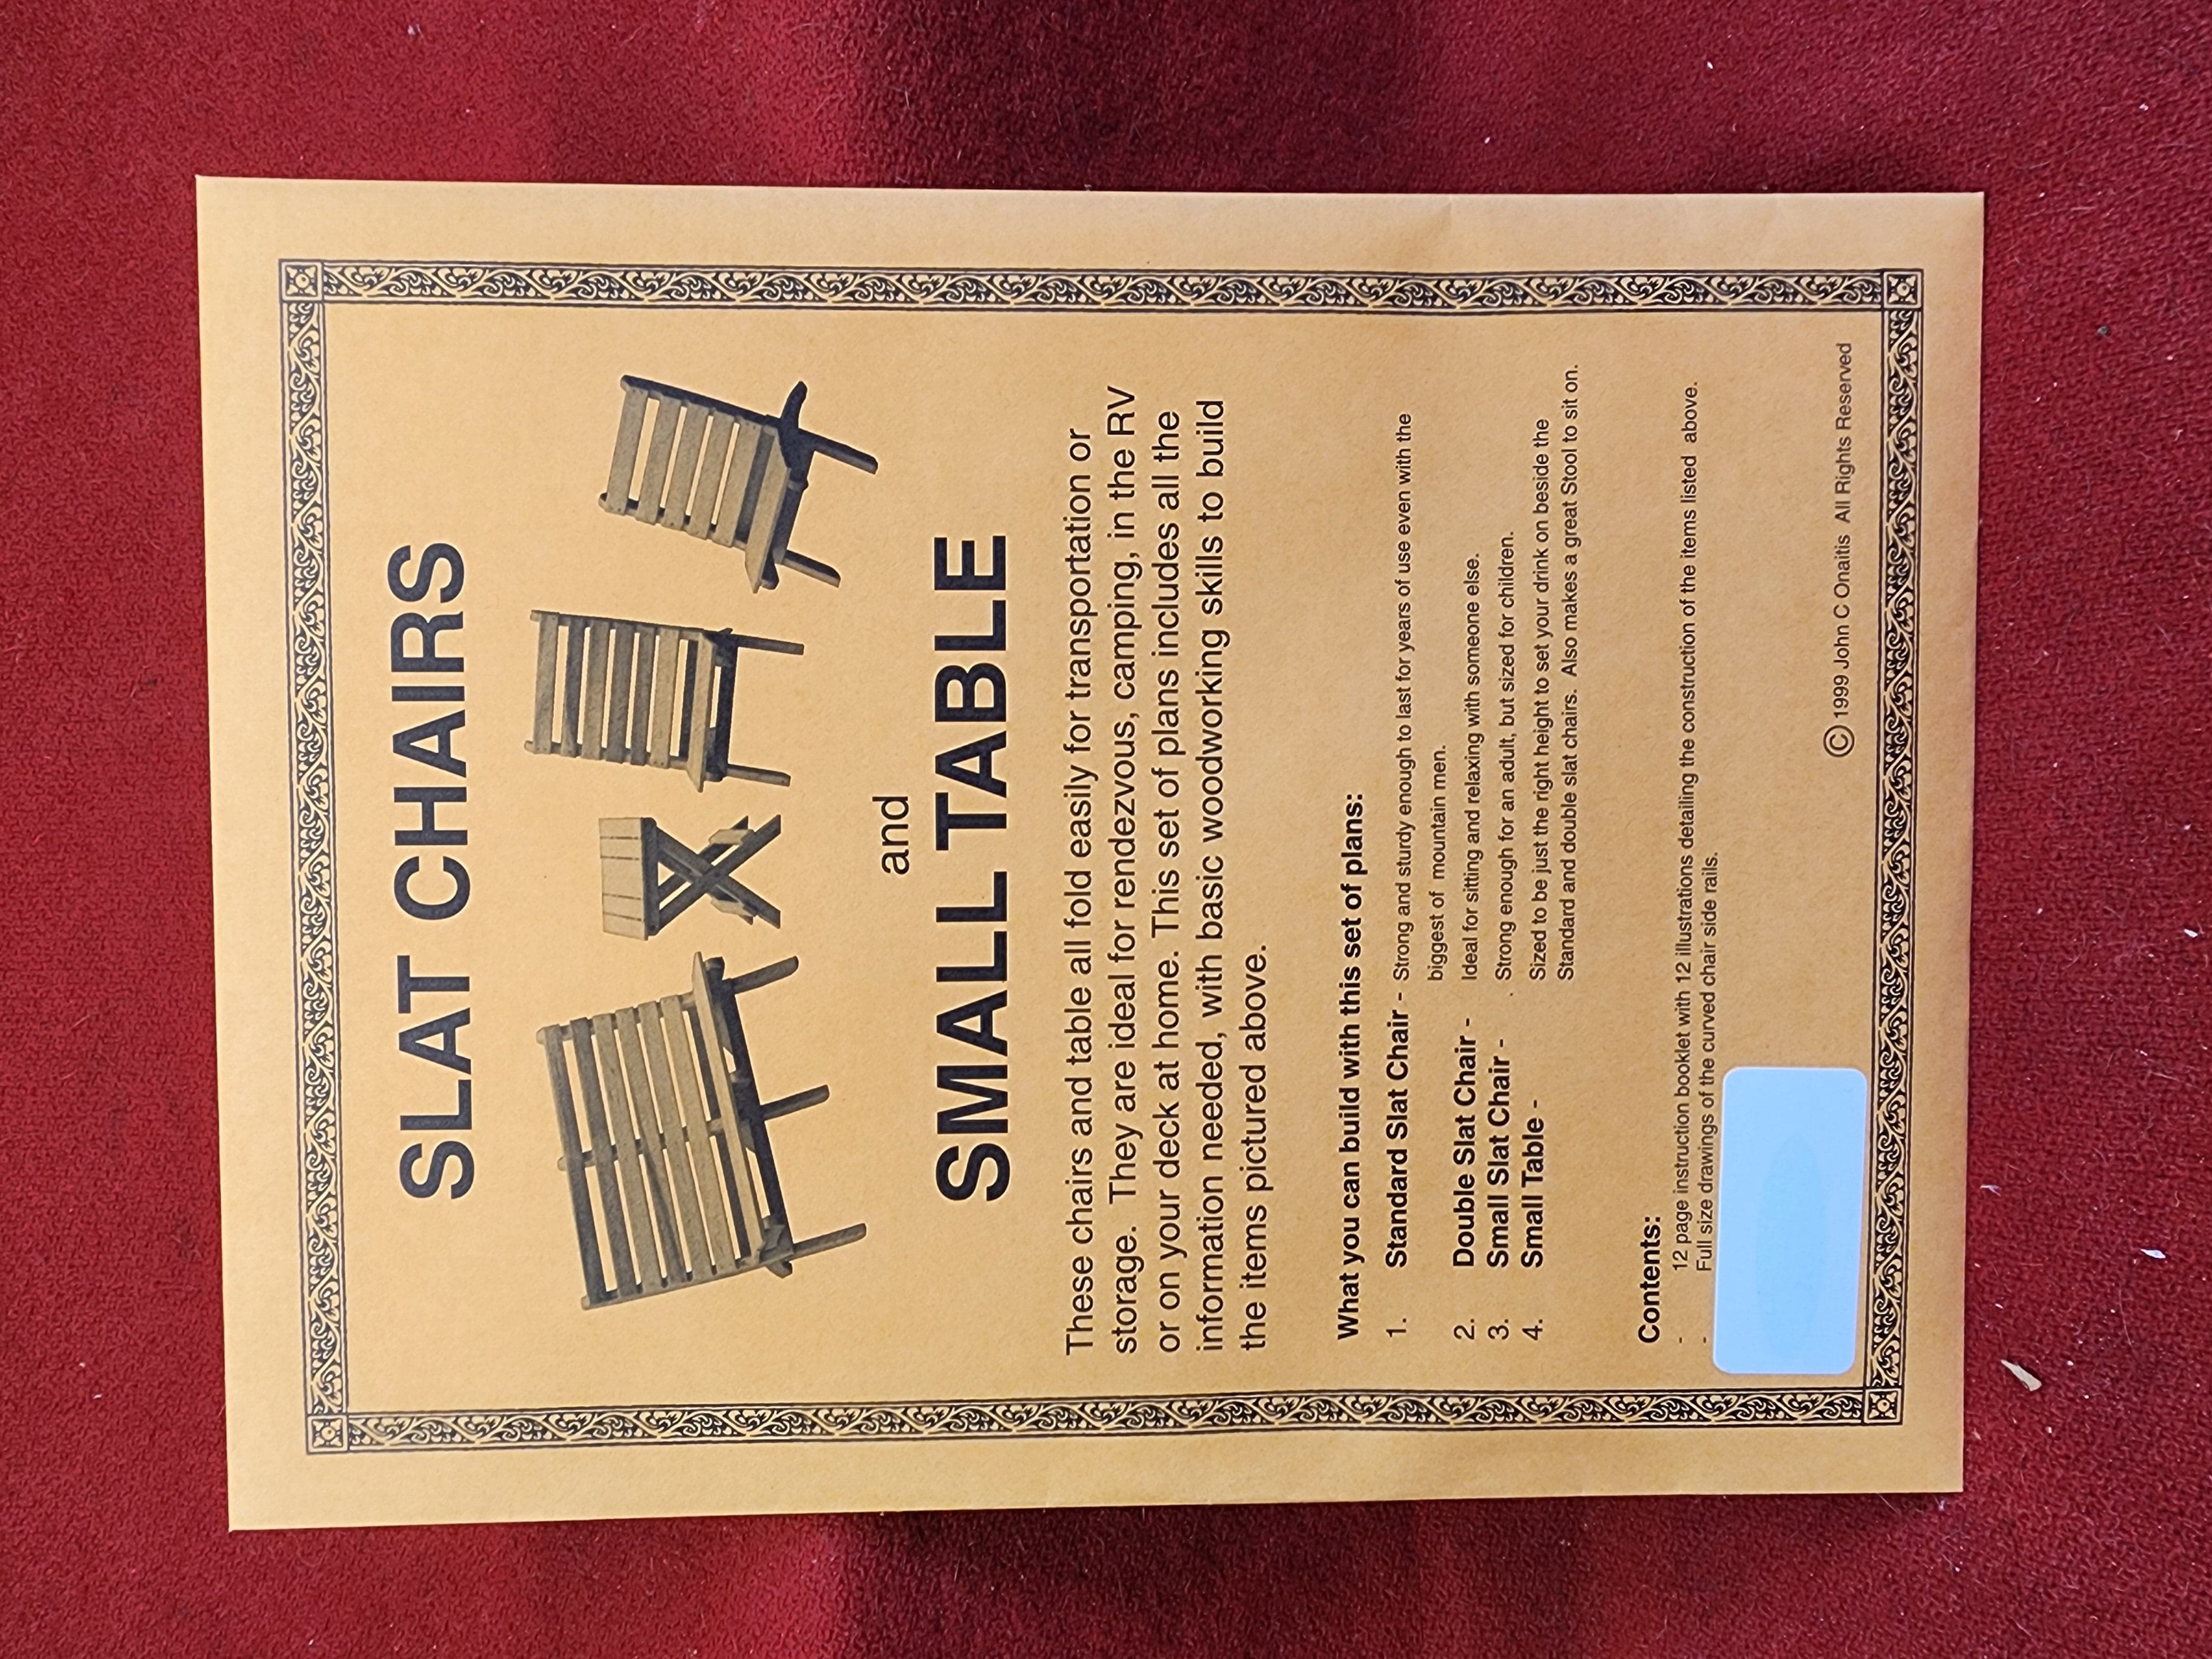 SLAT CHAIRS
and
SMALL TABLE
These chairs and table all fold easily for transportation or
storage. They are ideal for rendezvous, camping, in the RV
or on your deck at home. This set of plans includes all the
information needed, with basic woodworking skills to build
the items pictured above.
What you can build with this set of plans:
1. Standard Slat Chair - Strong and sturdy enough to last for years of use even with the
biggest of mountain men.
2. Double Slat Chair - Ideal for sitting and relaxing with someone else.
3. Small Slat Chair - Strong enough for an adult, but sized for children.
4. Small Table - Sized to be just the right height to set your drink on beside the
Standard and double slat chairs. Also makes a great Stool to sit on.
Contents:
- 12 page instruction booklet with 12 illustrations detailing the construction of the items listed above.
- Full size drawings of the curved chair side rails.
© 1999 John C Onaitis All Rights Reserved